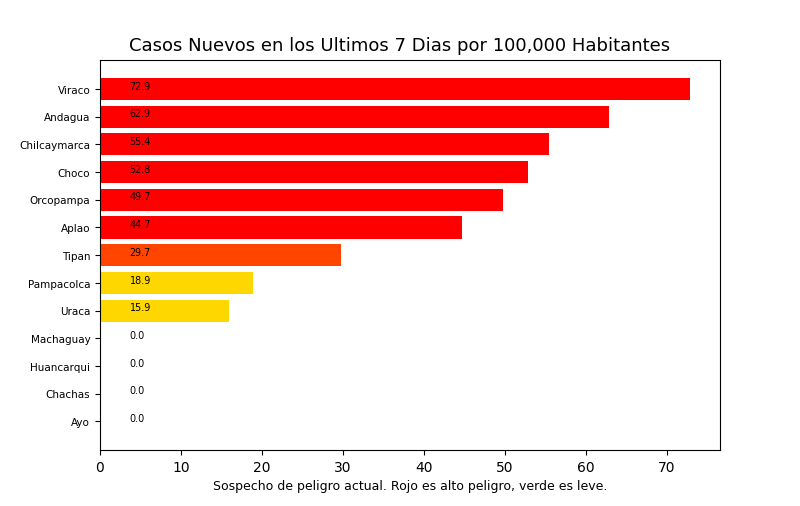 Casos Nuevos en los Ultimos 7 Dias por 100,000 Habitantes
Viraco 72.9
Andagua 62.9
Chilcaymarca 55.4
Choco 52.8
Orcopampa 49.7
Aplao 44.7
Tipan 29.7
Pampacolca 18.9
Uraca 15.9
Machaguay 0.0
Huancarqui 0.0
Chachas 0.0
Ayo 0.0
0 10 20 30 40 50 60 70
Sospecho de peligro actual. Rojo es alto peligro, verde es leve.